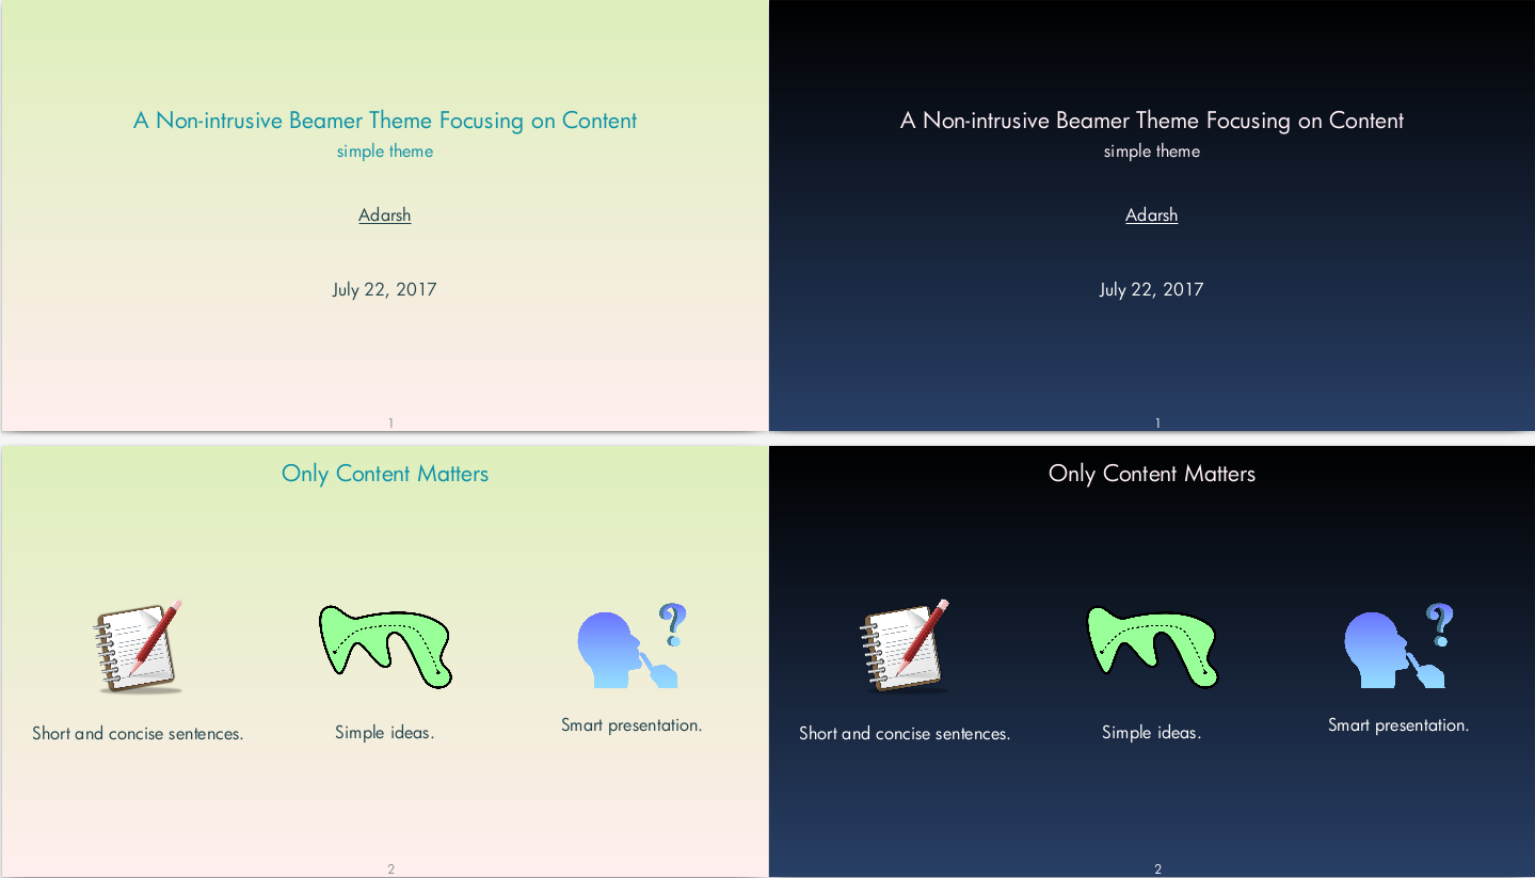 A Non-intrusive Beamer Theme Focusing on Content
simple theme
Adarsh
July 22, 2017
1
A Non-intrusive Beamer Theme Focusing on Content
simple theme
Adarsh
July 22, 2017
1
Only Content Matters
Short and concise sentences.
Simple ideas.
Smart presentation.
2
Only Content Matters
Short and concise sentences.
Simple ideas.
Smart presentation.
2